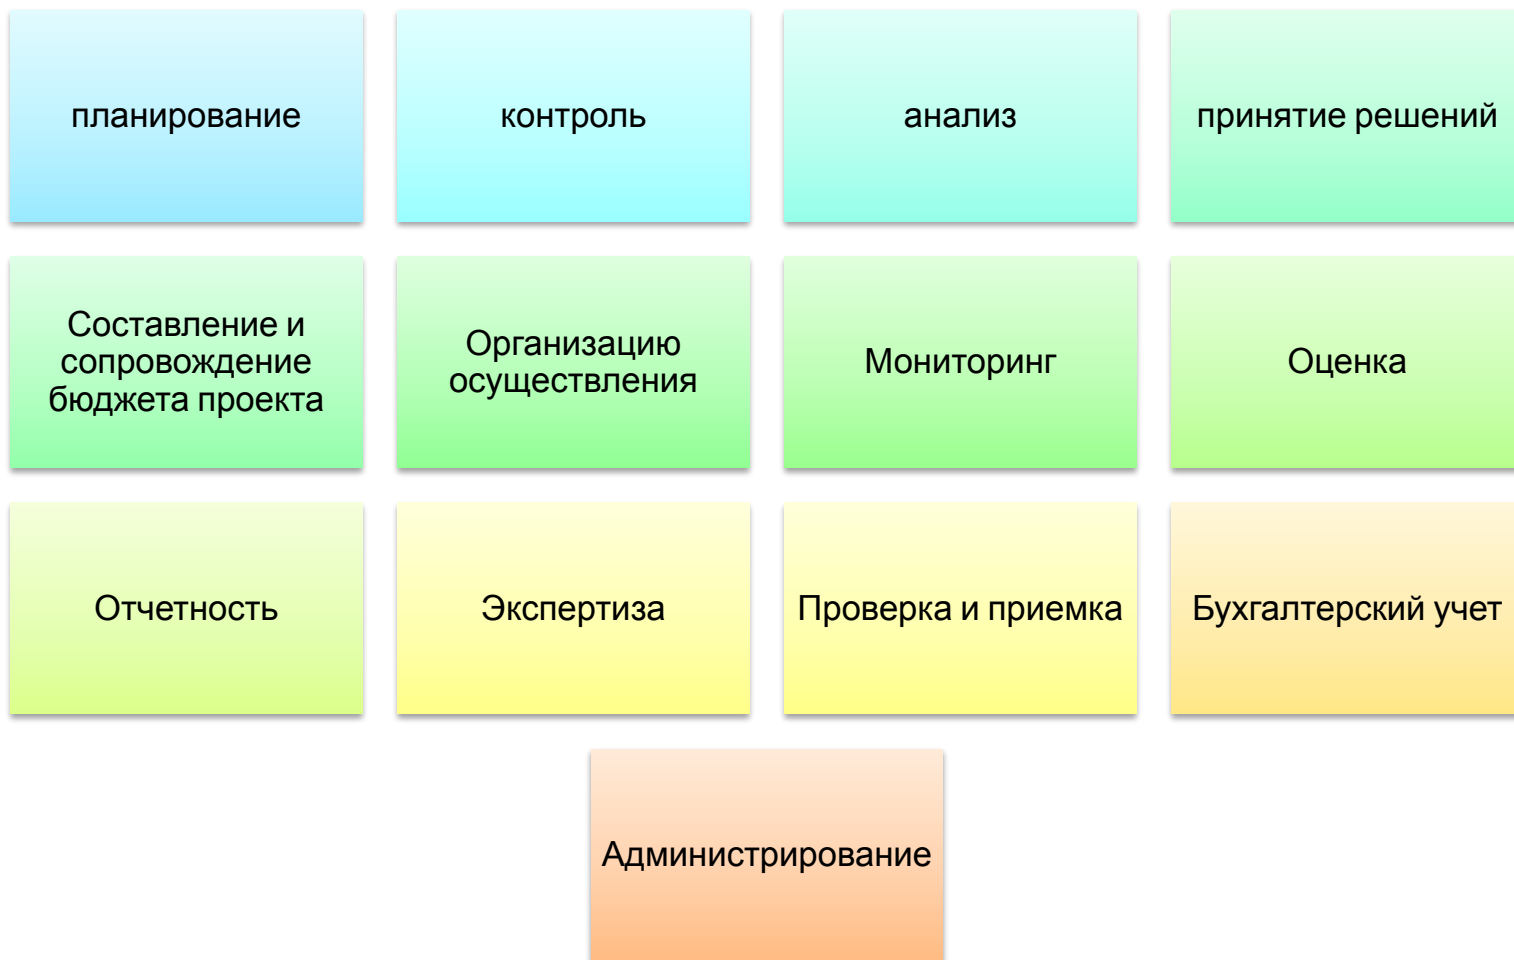 планирование
контроль
анализ
принятие решений
Составление и
сопровождение
бюджета проекта
Организацию
осуществления
Мониторинг
Оценка
Отчетность
Экспертиза
Проверка и приемка
Бухгалтерский учет
Администрирование